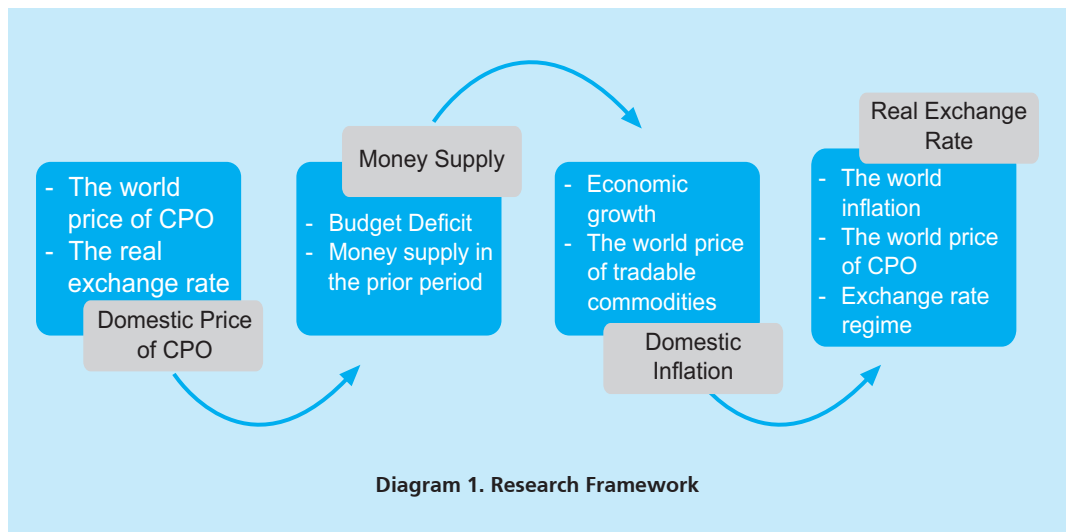 - The world
price of CPO
- The real
exchange rate
Domestic Price
of CPO
Money Supply
- Budget Deficit
- Money supply in
the prior period
- Economic
growth
- The world price
of tradable
commodities
Domestic
Inflation
Real Exchange
Rate
- The world
inflation
- The world price
of CPO
- Exchange rate
regime
Diagram 1. Research Framework